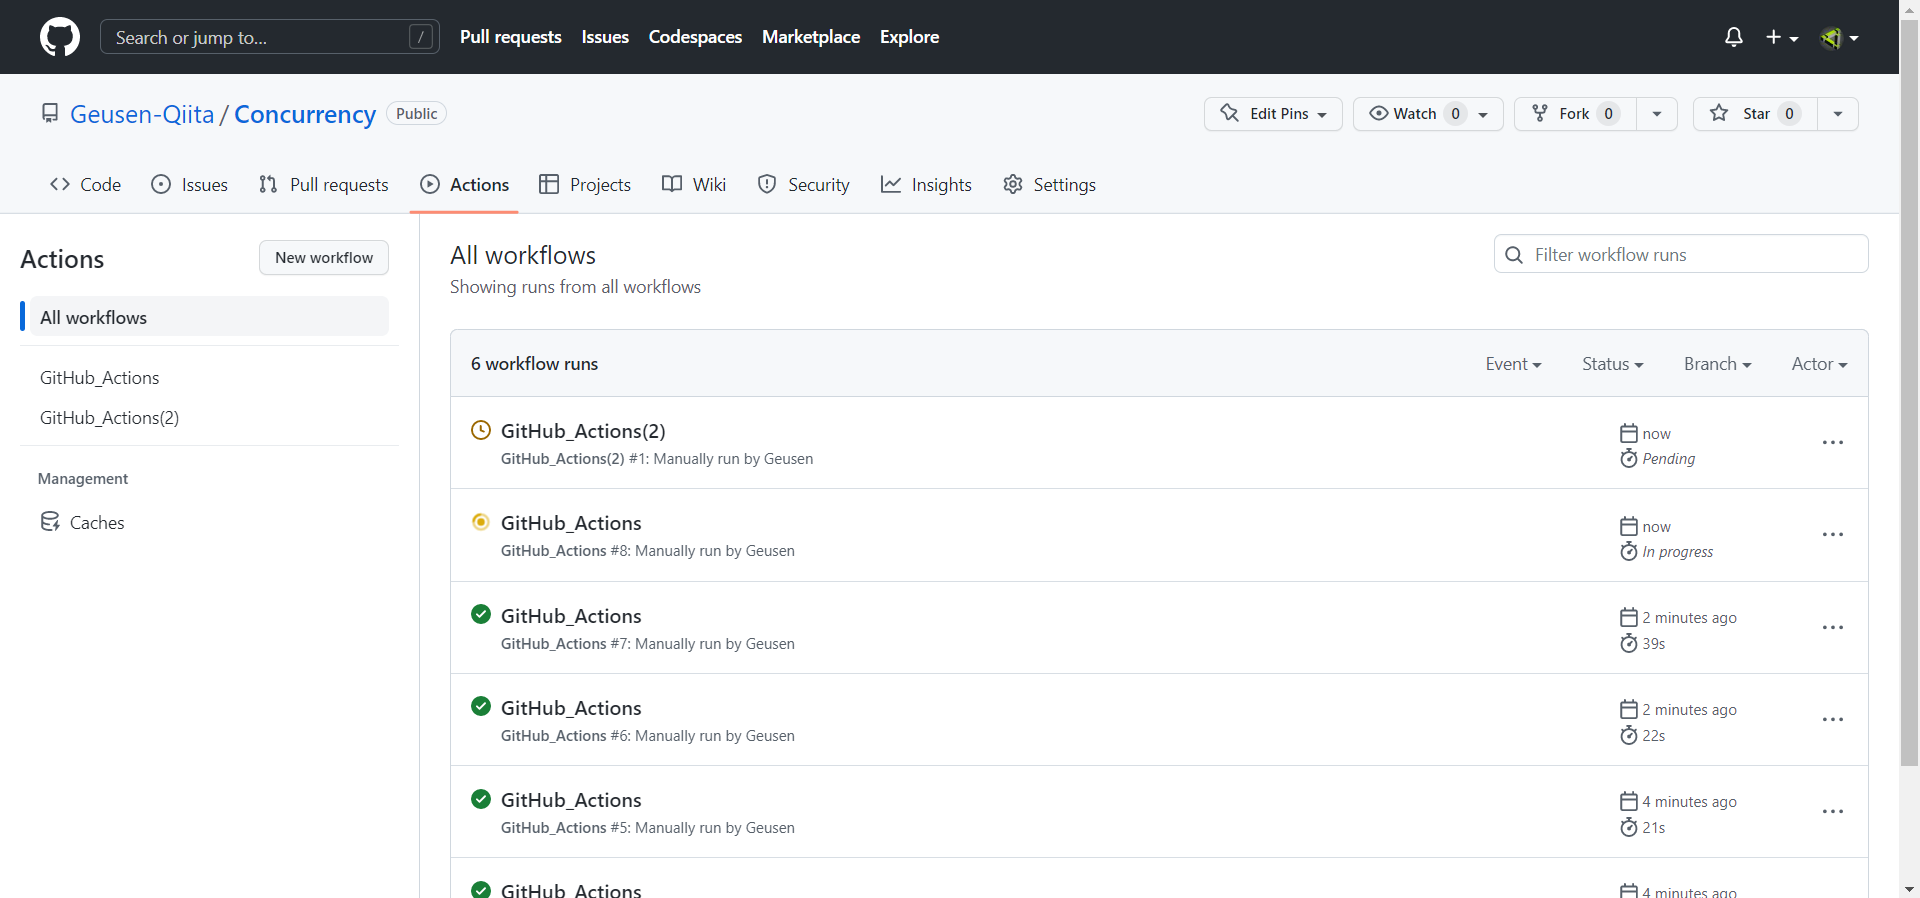 Search or jump to... /
Pull requests Issues Codespaces Marketplace Explore
Geusen-Qiita / Concurrency Public
Edit Pins Watch 0 Fork 0 Star 0
Code Issues Pull requests Actions Projects Wiki Security Insights Settings
Actions
New workflow
All workflows
GitHub_Actions
GitHub_Actions(2)
Management
Caches
All workflows
Showing runs from all workflows
Filter workflow runs
6 workflow runs
Event Status Branch Actor
GitHub_Actions(2)
GitHub_Actions(2) #1: Manually run by Geusen
now
Pending
GitHub_Actions
GitHub_Actions #8: Manually run by Geusen
now
In progress
GitHub_Actions
GitHub_Actions #7: Manually run by Geusen
2 minutes ago
39s
GitHub_Actions
GitHub_Actions #6: Manually run by Geusen
2 minutes ago
22s
GitHub_Actions
GitHub_Actions #5: Manually run by Geusen
4 minutes ago
21s
GitHub_Actions
4 minutes ago